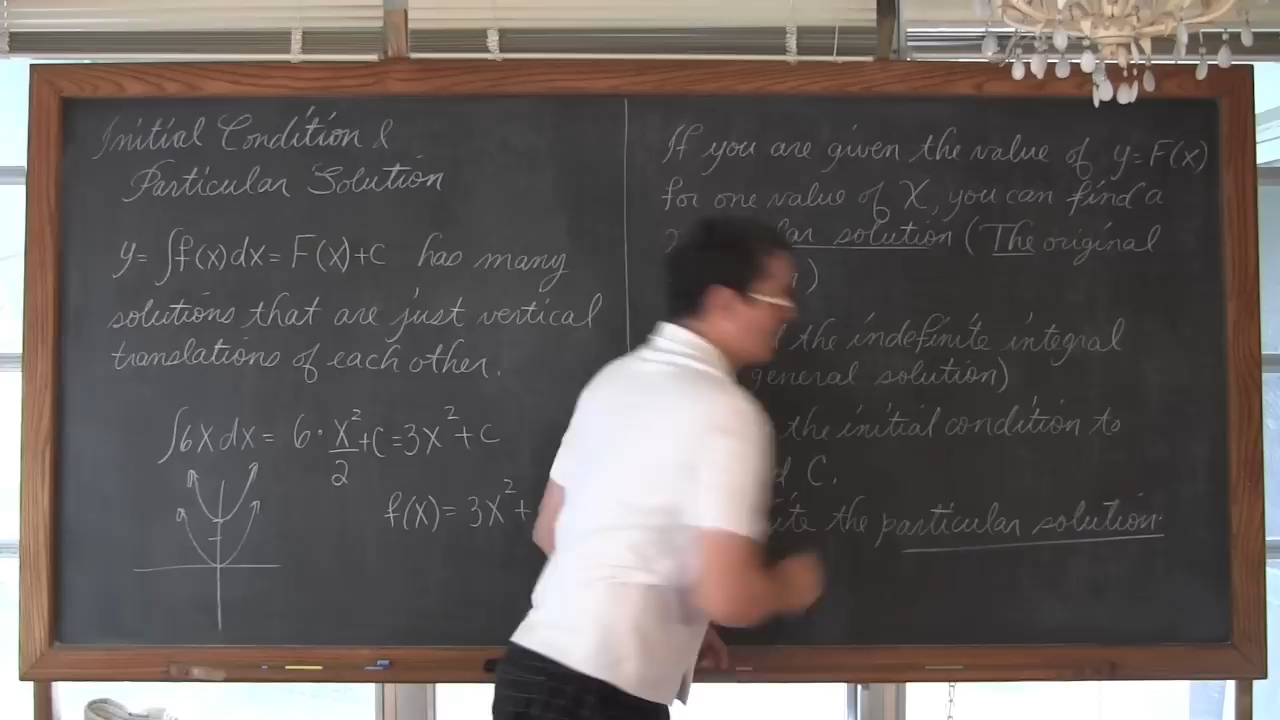 Initial Condition &
Particular Solution
y= ∫f(x)dx = F(x)+C has many
solutions that are just vertical
translations of each other.
∫6x dx = 6·x²/2+C=3x²+C
f(x)= 3x²+
If you are given the value of y=F(x)
for one value of X, you can find a
solution (The original
)
the indefinite integral
general solution)
the initial condition to
C.
the particular solution.